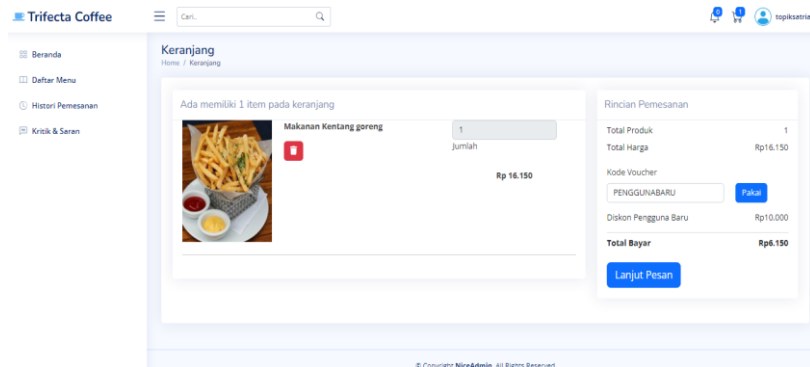 Trifecta Coffee
Cari..
0
1
topiksatria
Beranda
Daftar Menu
Histori Pemesanan
Kritik & Saran
Keranjang
Home / Keranjang
Ada memiliki 1 item pada keranjang
Makanan Kentang goreng
1
Jumlah
Rp 16.150
Rincian Pemesanan
Total Produk 1
Total Harga Rp16.150
Kode Voucher
PENGGUNABARU Pakai
Diskon Pengguna Baru Rp10.000
Total Bayar Rp6.150
Lanjut Pesan
© Copyright NiceAdmin. All Rights Reserved